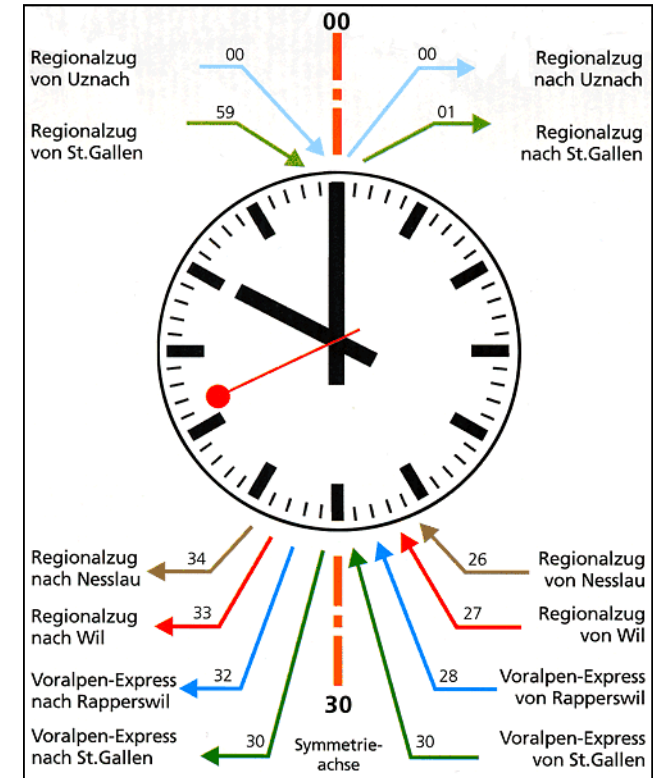 00
Regionalzug
von Uznach
00
00
Regionalzug
nach Uznach
Regionalzug
von St.Gallen
59
01
Regionalzug
nach St.Gallen
Regionalzug
nach Nesslau
34
26
Regionalzug
von Nesslau
Regionalzug
nach Wil
33
27
Regionalzug
von Wil
Voralpen-Express
nach Rapperswil
32
28
Voralpen-Express
von Rapperswil
30
Voralpen-Express
nach St.Gallen
30
Symmetrie-
achse
30
Voralpen-Express
von St.Gallen